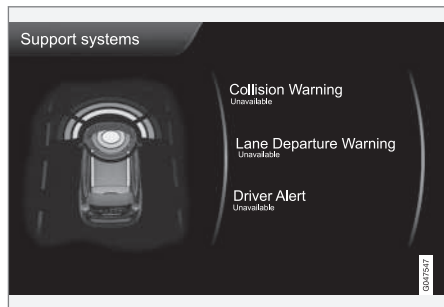 Support systems
Collision Warning
Unavailable
Lane Departure Warning
Unavailable
Driver Alert
Unavailable
G047547